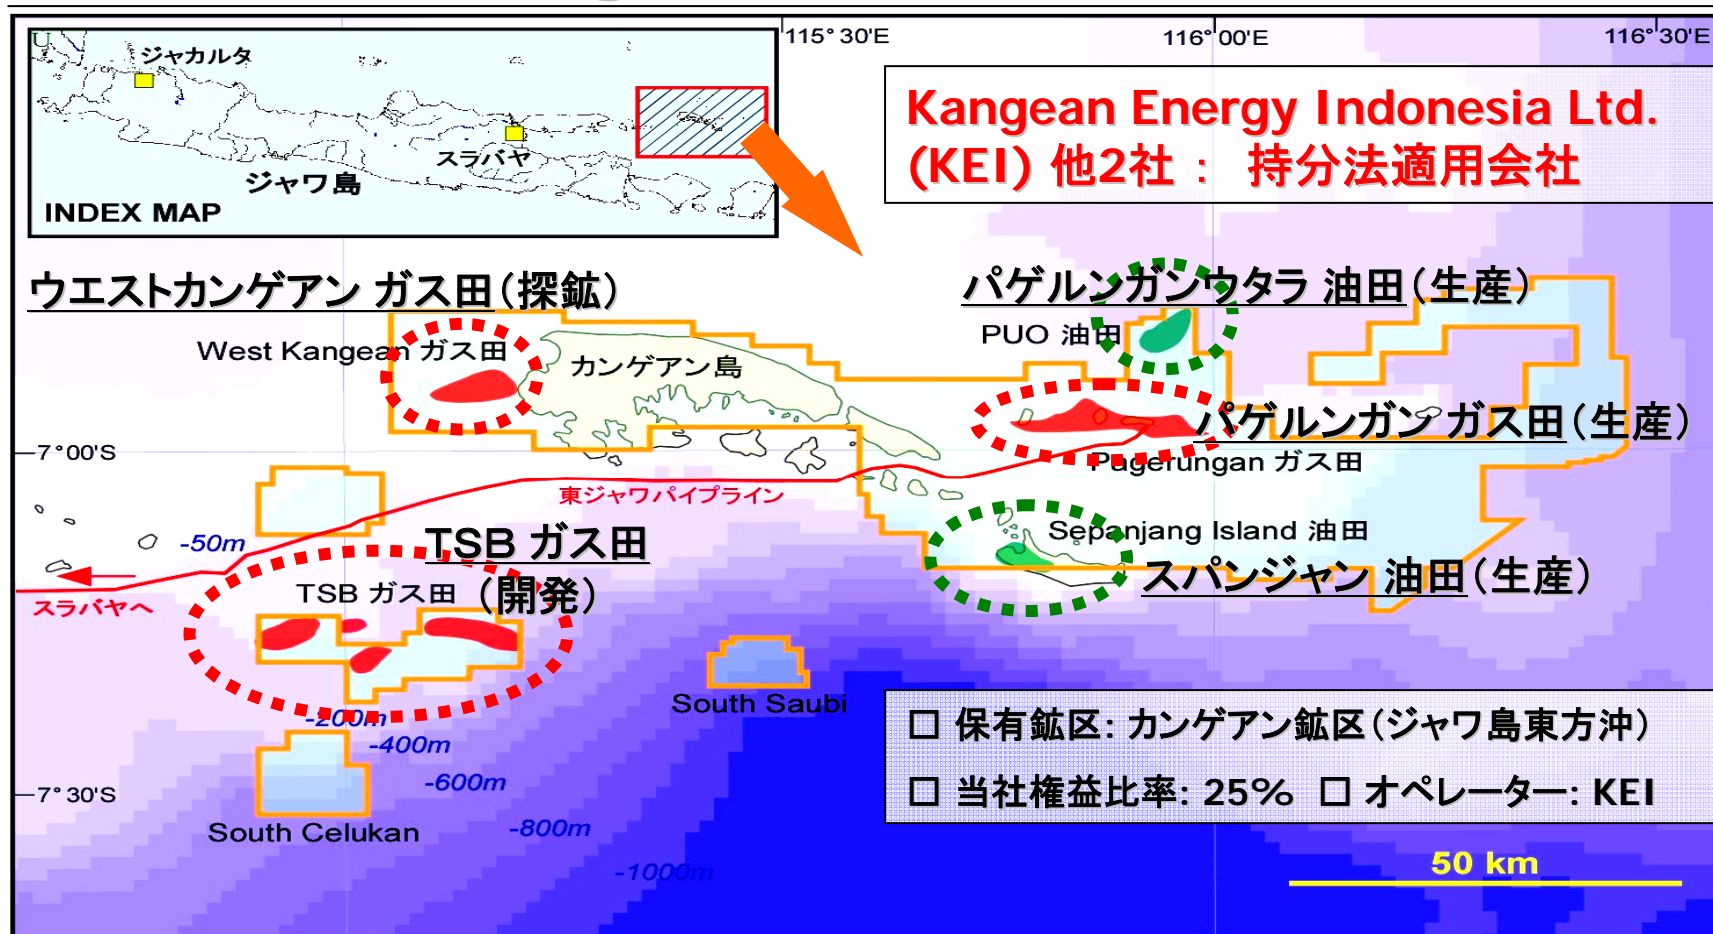 U
ジャカルタ
スラバヤ
ジャワ島
INDEX MAP
115°30'E
116°00'E
116°30'E
Kangean Energy Indonesia Ltd.
(KEI) 他2社 : 持分法適用会社
ウエストカンゲアン ガス田(探鉱)
パゲルンガンウタラ 油田(生産)
PUO 油田
West Kangean ガス田
カンゲアン島
パゲルンガン ガス田(生産)
7°00'S
Pagerungan ガス田
東ジャワパイプライン
-50m
TSB ガス田
(開発)
Sepanjang Island 油田
スパンジャン 油田(生産)
TSB ガス田
スラバヤへ
South Saubi
-200m
-400m
-600m
-800m
-1000m
7°30'S
South Celukan
□ 保有鉱区: カンゲアン鉱区(ジャワ島東方沖)
□ 当社権益比率: 25% □ オペレーター: KEI
50 km